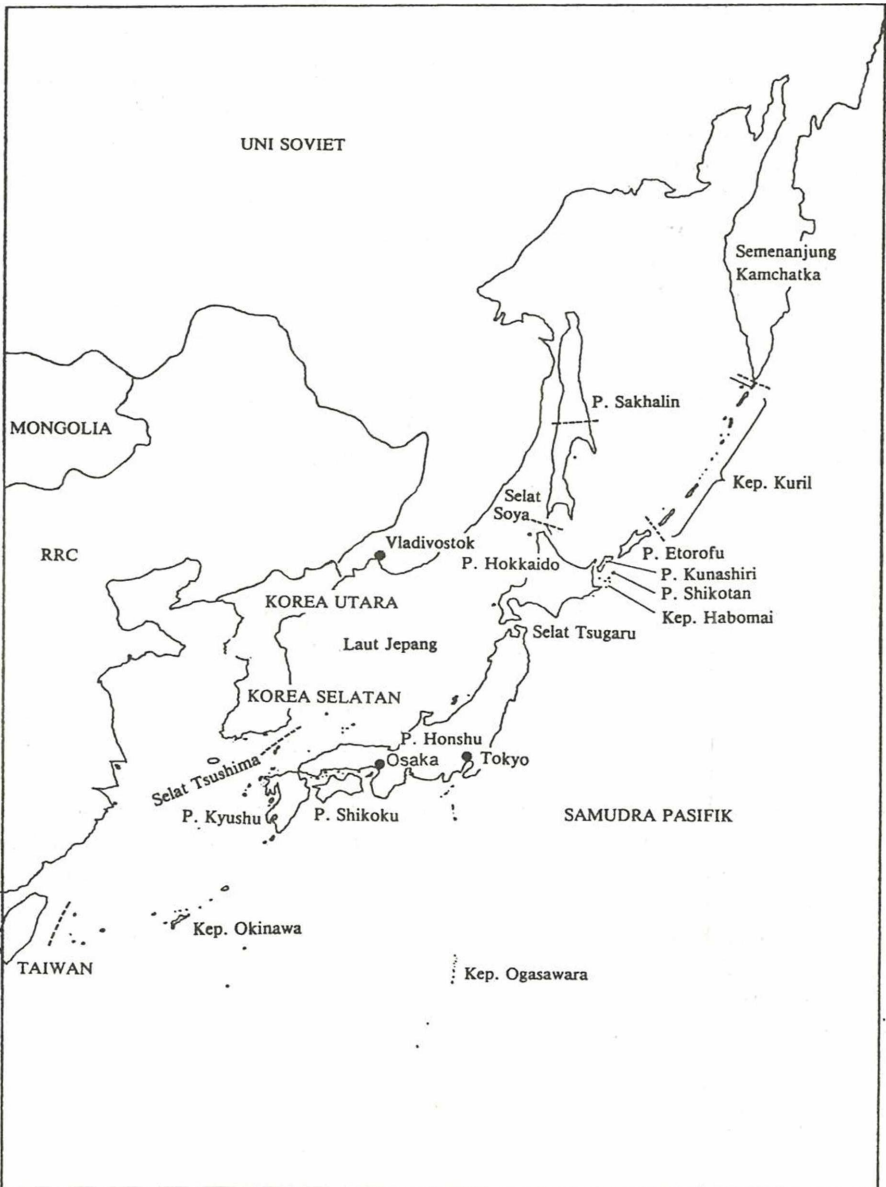 UNI SOVIET
Semenanjung
Kamchatka
P. Sakhalin
MONGOLIA
Kep. Kuril
Selat
Soya
Vladivostok
RRC
P. Hokkaido
P. Etorofu
P. Kunashiri
P. Shikotan
KOREA UTARA
Kep. Habomai
Selat Tsugaru
Laut Jepang
KOREA SELATAN
P. Honshu
Osaka
Tokyo
Selat Tsushima
P. Kyushu
P. Shikoku
SAMUDRA PASIFIK
Kep. Okinawa
TAIWAN
Kep. Ogasawara